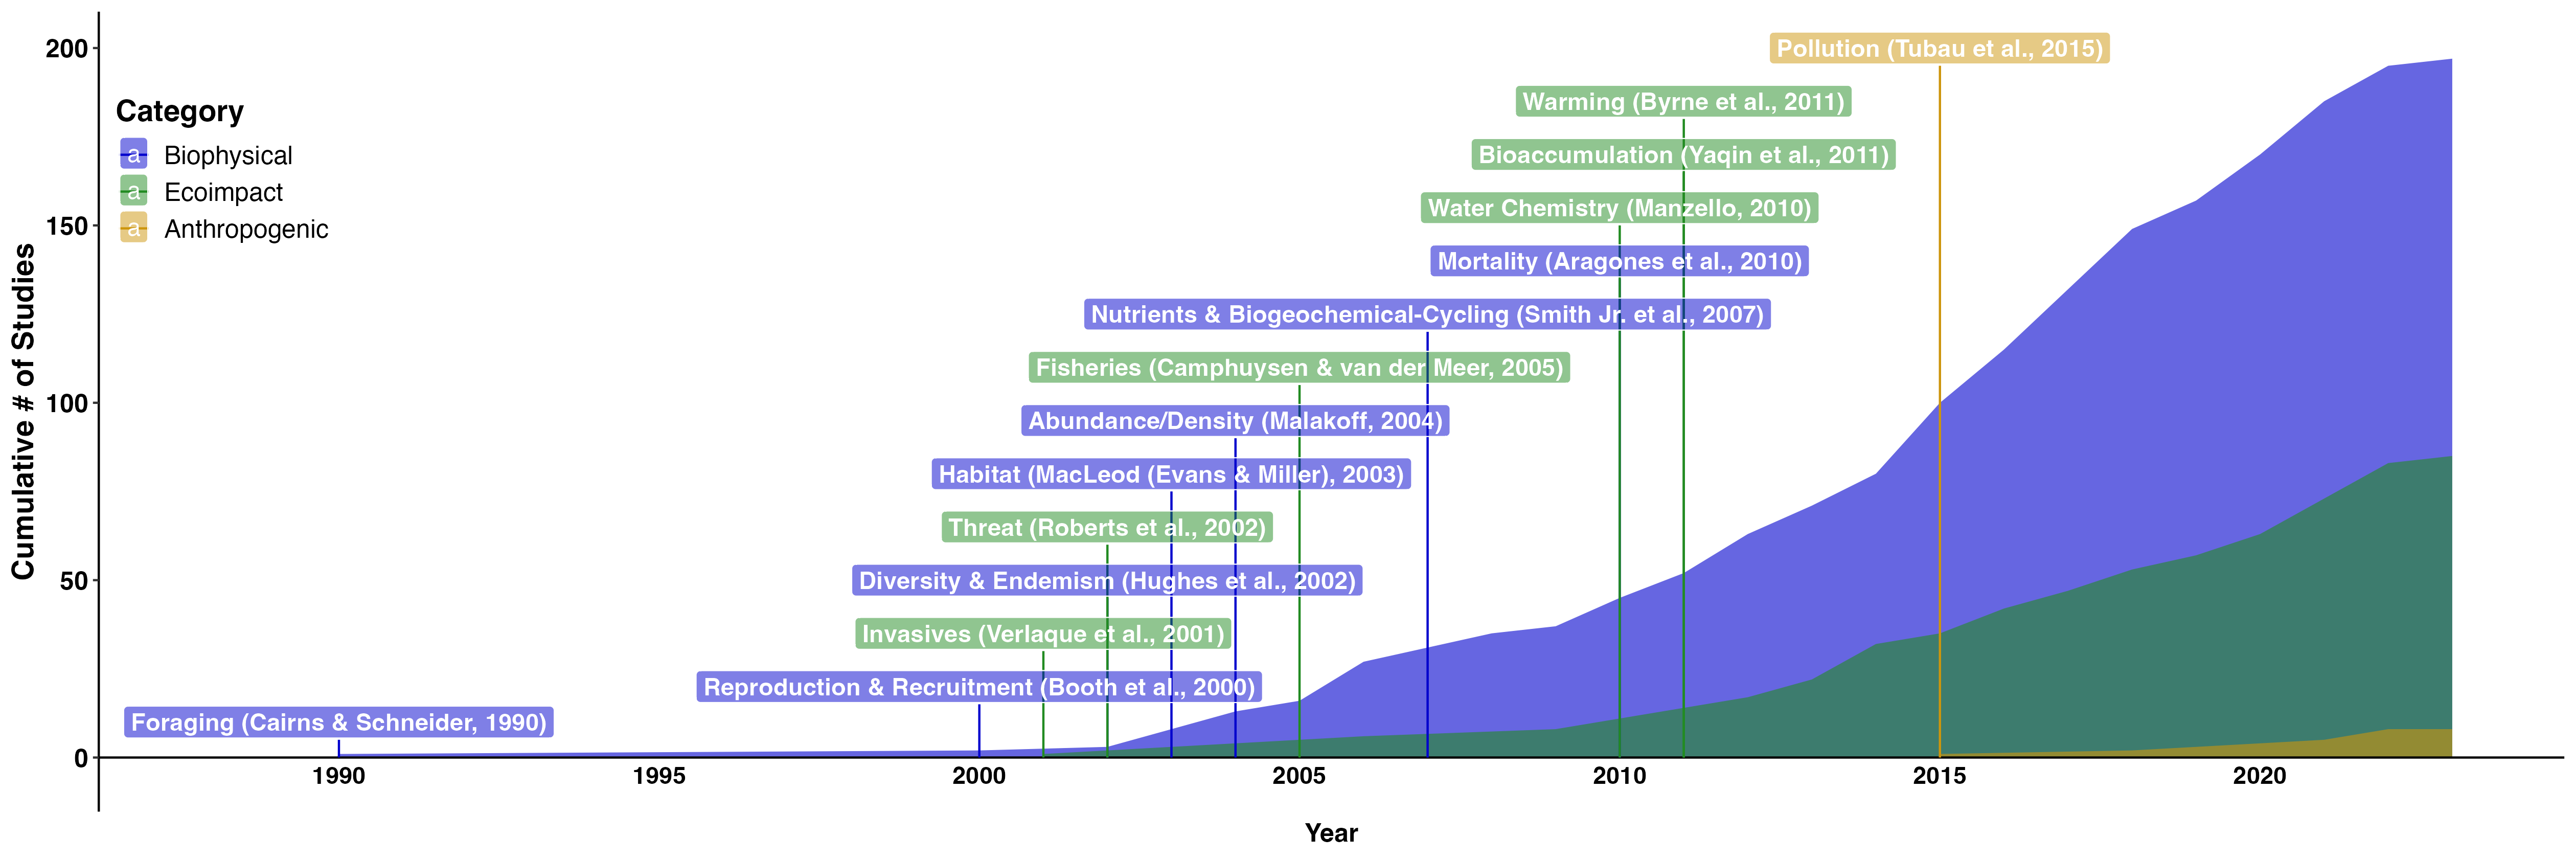 200
Pollution (Tubau et al., 2015)
Warming (Byrne et al., 2011)
Category
a Biophysical
a Ecoimpact
a Anthropogenic
Bioaccumulation (Yaqin et al., 2011)
Water Chemistry (Manzello, 2010)
150
Mortality (Aragones et al., 2010)
Nutrients & Biogeochemical-Cycling (Smith Jr. et al., 2007)
Fisheries (Camphuysen & van der Meer, 2005)
100
Abundance/Density (Malakoff, 2004)
Habitat (MacLeod (Evans & Miller), 2003)
Threat (Roberts et al., 2002)
50
Diversity & Endemism (Hughes et al., 2002)
Invasives (Verlaque et al., 2001)
Reproduction & Recruitment (Booth et al., 2000)
Foraging (Cairns & Schneider, 1990)
0
Cumulative # of Studies
1990 1995 2000 2005 2010 2015 2020
Year